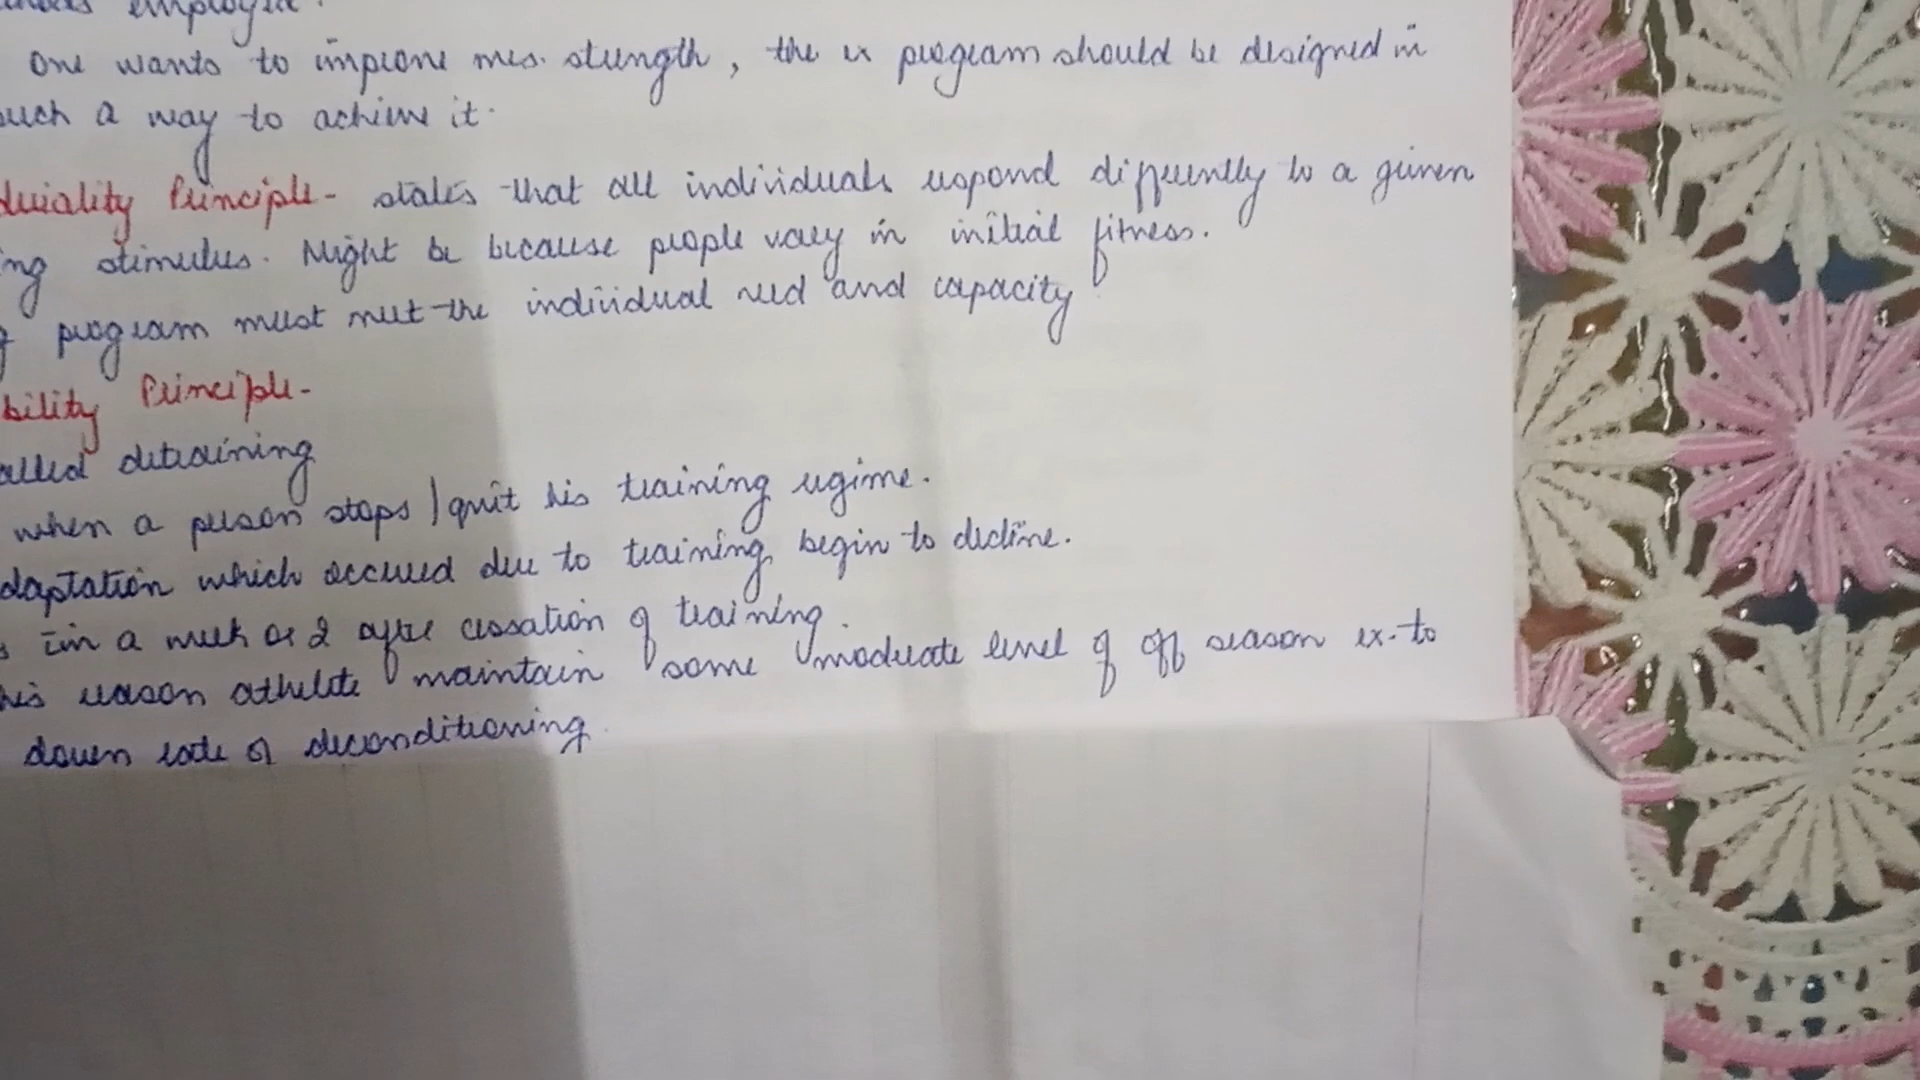 employed.
One wants to improve mus. strength, the ex program should be designed in
such a way to achieve it.
duality Principle- states that all individuals respond differently to a given
ng stimulus. Might be because people vary in initial fitness.
g program must meet the individual need and capacity
bility Principle-
alled detraining
when a person stops / quit his training regime.
daptation which occured due to training, begin to decline.
s in a week or 2 after cessation of training.
his reason athelete maintain some moderate level of off season ex. to
down rate of deconditioning.